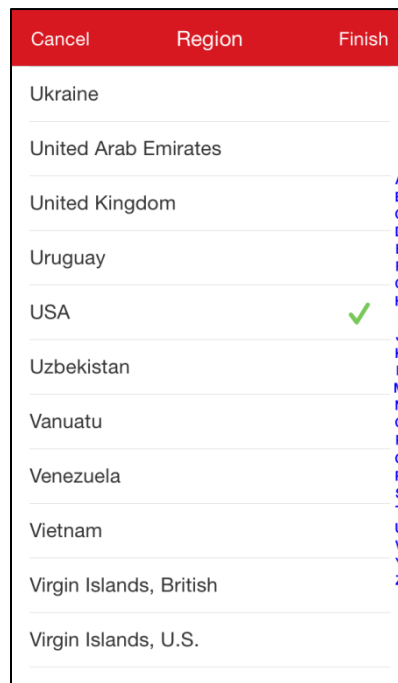 Cancel Region Finish
Ukraine
United Arab Emirates
United Kingdom
Uruguay
USA
Uzbekistan
Vanuatu
Venezuela
Vietnam
Virgin Islands, British
Virgin Islands, U.S.